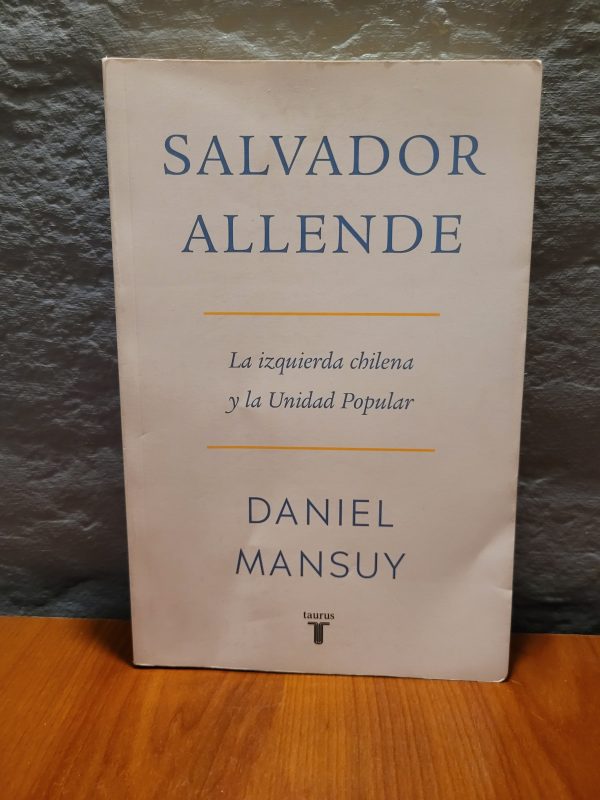 SALVADOR
ALLENDE
La izquierda chilena
y la Unidad Popular
DANIEL
MANSUY
taurus